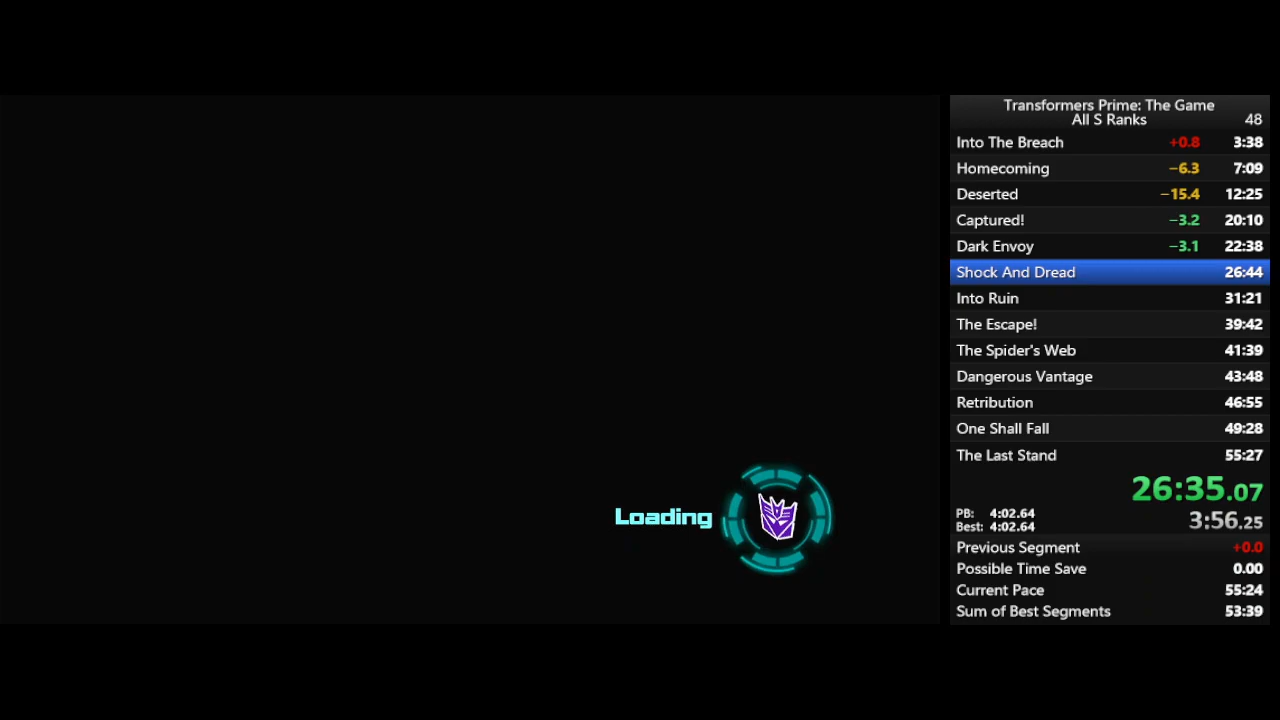 Transformers Prime: The Game
All S Ranks 48
Into The Breach +0.8 3:38
Homecoming −6.3 7:09
Deserted −15.4 12:25
Captured! −3.2 20:10
Dark Envoy −3.1 22:38
Shock And Dread 26:44
Into Ruin 31:21
The Escape! 39:42
The Spider's Web 41:39
Dangerous Vantage 43:48
Retribution 46:55
One Shall Fall 49:28
The Last Stand 55:27
26:35.07
PB: 4:02.64
Best: 4:02.64
3:56.25
Previous Segment +0.0
Possible Time Save 0.00
Current Pace 55:24
Sum of Best Segments 53:39
Loading